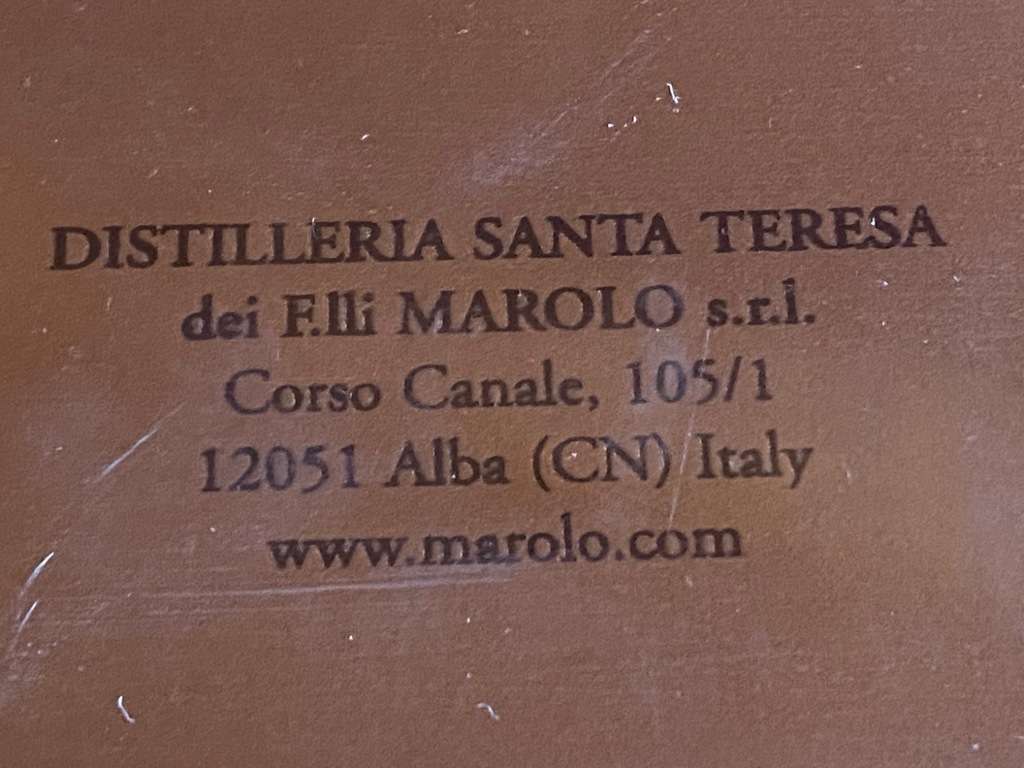 DISTILLERIA SANTA TERESA
dei F.lli MAROLO s.r.l.
Corso Canale, 105/1
12051 Alba (CN) Italy
www.marolo.com